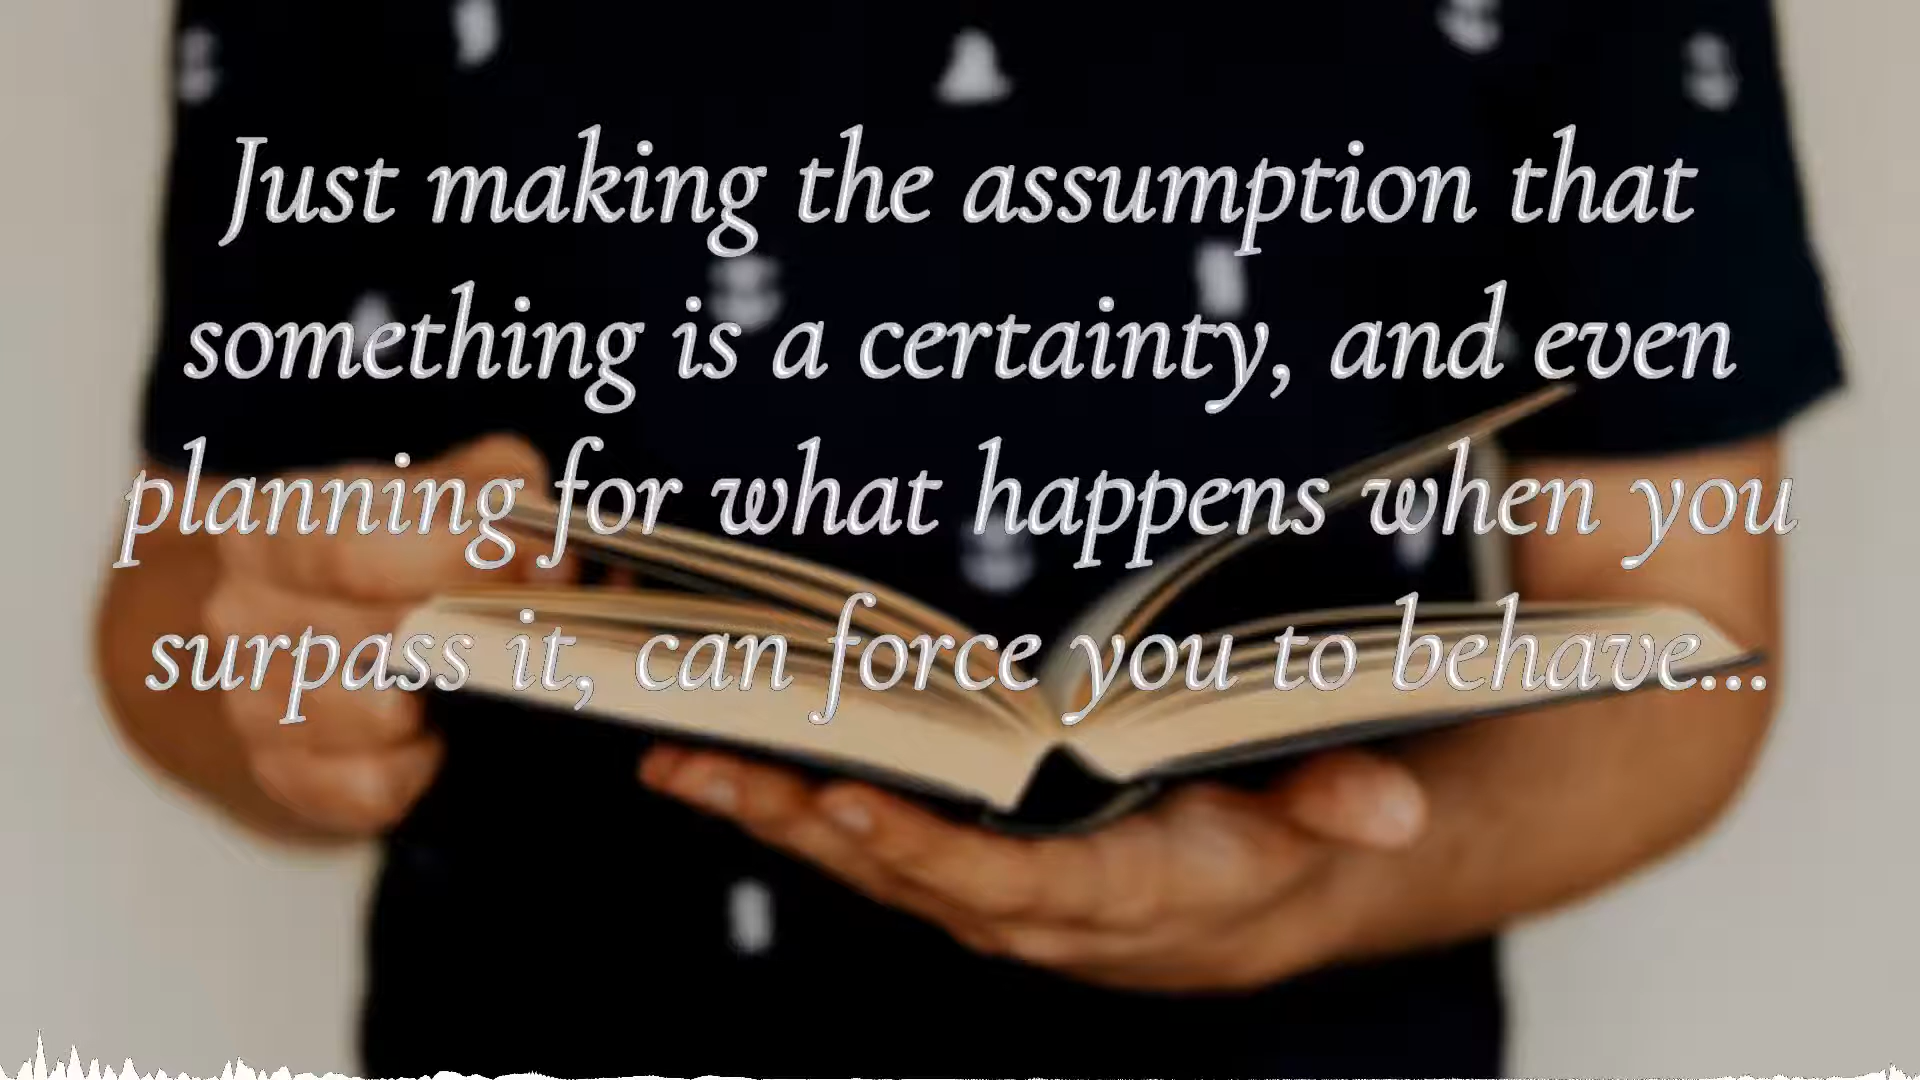 Just making the assumption that
something is a certainty, and even
planning for what happens when you
surpass it, can force you to behave...